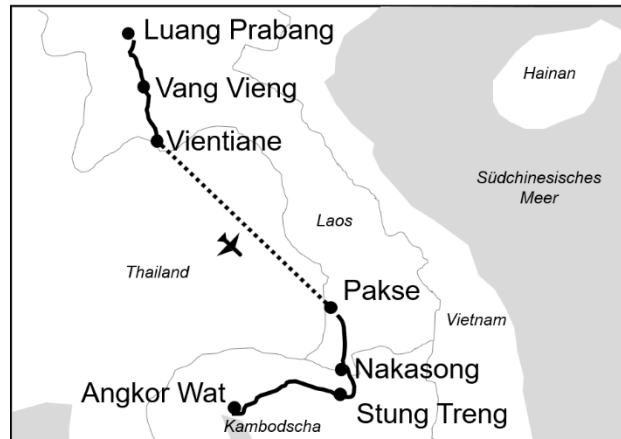 Luang Prabang
Hainan
Vang Vieng
Vientiane
Südchinesisches
Meer
Laos
Thailand
Pakse
Vietnam
Nakasong
Angkor Wat
Stung Treng
Kambodscha